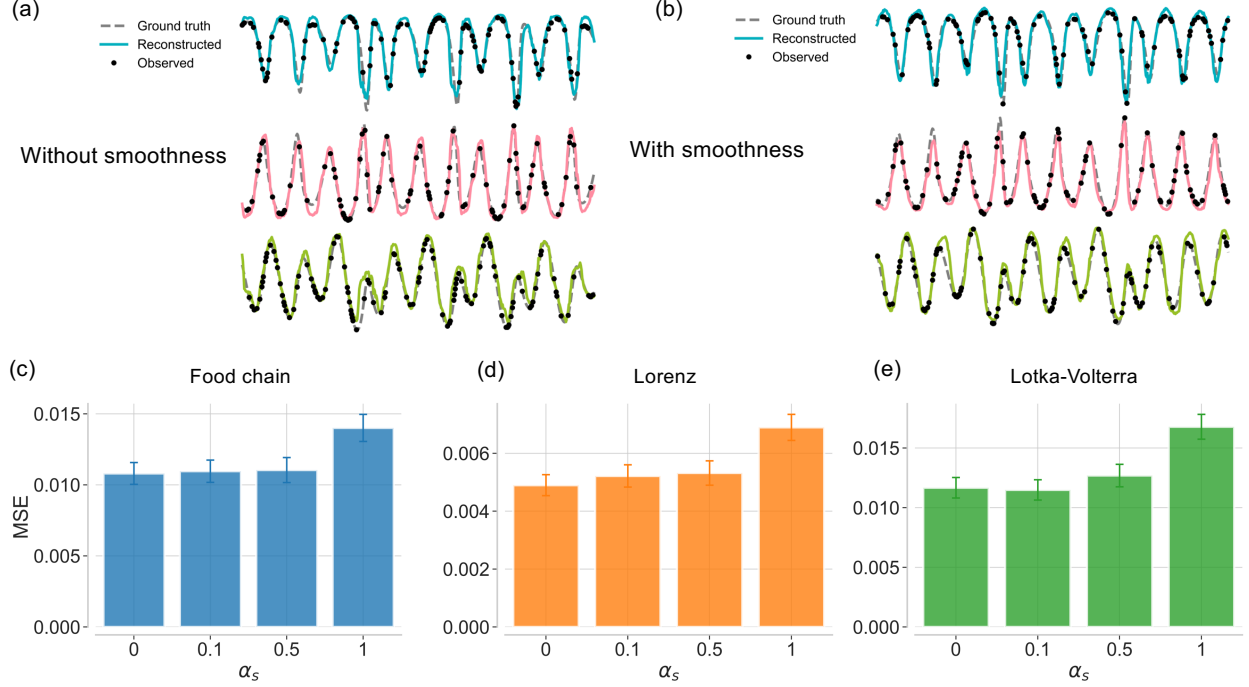 (a)
Ground truth
Reconstructed
Observed
Without smoothness
(b)
Ground truth
Reconstructed
Observed
With smoothness
(c)
Food chain
MSE
0.015
0.010
0.005
0.000
0 0.1 0.5 1
αs
(d)
Lorenz
0.006
0.004
0.002
0.000
0 0.1 0.5 1
αs
(e)
Lotka-Volterra
0.015
0.010
0.005
0.000
0 0.1 0.5 1
αs